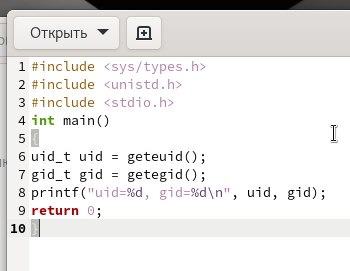 Открыть
1 #include <sys/types.h>
2 #include <unistd.h>
3 #include <stdio.h>
4 int main()
5 {
6 uid_t uid = geteuid();
7 gid_t gid = getegid();
8 printf("uid=%d, gid=%d\n", uid, gid);
9 return 0;
10 }